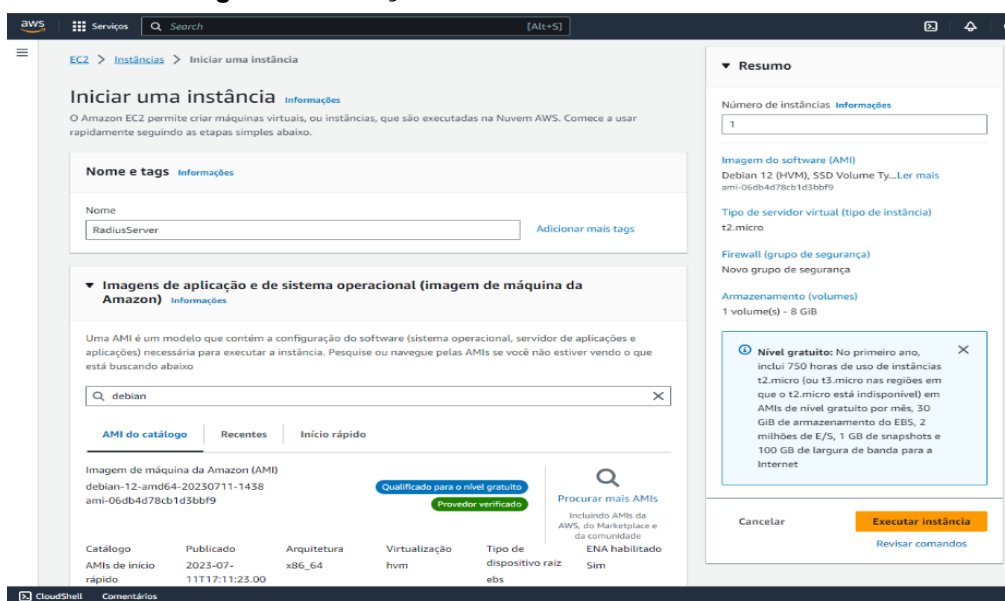 aws
Serviços
Search
[Alt+S]
EC2 > Instâncias > Iniciar uma instância
Iniciar uma instância Informações
O Amazon EC2 permite criar máquinas virtuais, ou instâncias, que são executadas na Nuvem AWS. Comece a usar
rapidamente seguindo as etapas simples abaixo.
Nome e tags Informações
Nome
RadiusServer
Adicionar mais tags
Imagens de aplicação e de sistema operacional (imagem de máquina da
Amazon) Informações
Uma AMI é um modelo que contém a configuração do software (sistema operacional, servidor de aplicações e
aplicações) necessária para executar a instância. Pesquise ou navegue pelas AMIs se você não estiver vendo o que
está buscando abaixo
debian
AMI do catálogo
Recentes
Início rápido
Imagem de máquina da Amazon (AMI)
debian-12-amd64-20230711-1438
ami-06db4d78cb1d3bbf9
Qualificado para o nível gratuito
Provedor verificado
Procurar mais AMIs
Incluindo AMIs da
AWS, do Marketplace e
da comunidade
Catálogo
AMIs de início
rápido
Publicado
2023-07-
11T17:11:23.00
Arquitetura
x86_64
Virtualização
hvm
Tipo de
dispositivo raiz
ebs
ENA habilitado
Sim
Resumo
Número de instâncias Informações
1
Imagem do software (AMI)
Debian 12 (HVM), SSD Volume Ty...Ler mais
ami-06db4d78cb1d3bbf9
Tipo de servidor virtual (tipo de instância)
t2.micro
Firewall (grupo de segurança)
Novo grupo de segurança
Armazenamento (volumes)
1 volume(s) - 8 GiB
Nível gratuito: No primeiro ano,
inclui 750 horas de uso de instâncias
t2.micro (ou t3.micro nas regiões em
que o t2.micro está indisponível) em
AMIs de nível gratuito por mês, 30
GiB de armazenamento do EBS, 2
milhões de E/S, 1 GB de snapshots e
100 GB de largura de banda para a
Internet
Cancelar
Executar instância
Revisar comandos
CloudShell
Comentários